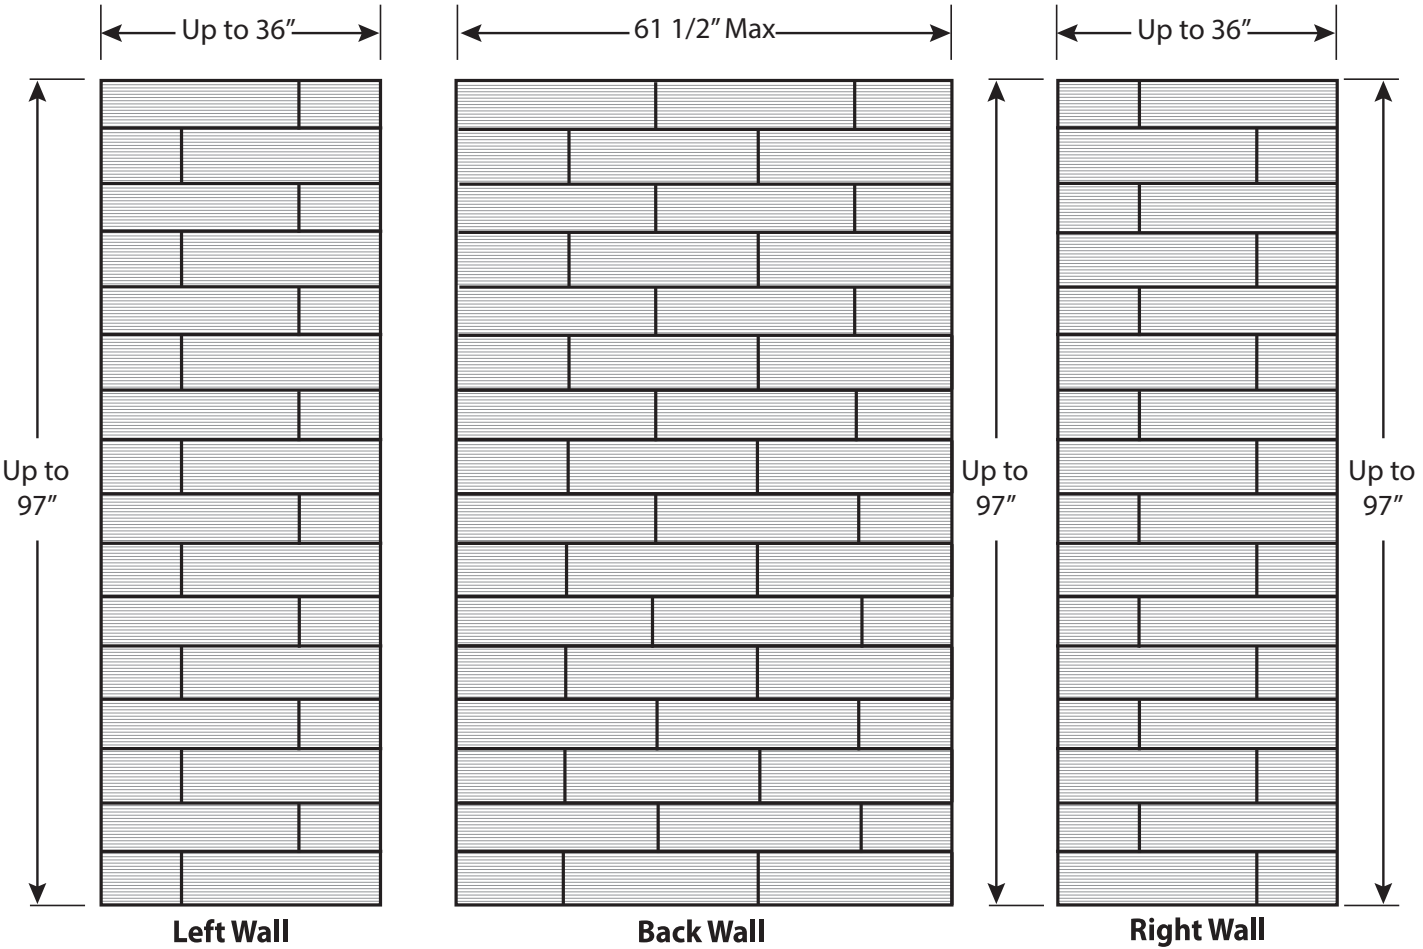 Up to 36”
61 1/2” Max
Up to 36”
Up to
97”
Up to
97”
Up to
97”
Left Wall
Back Wall
Right Wall